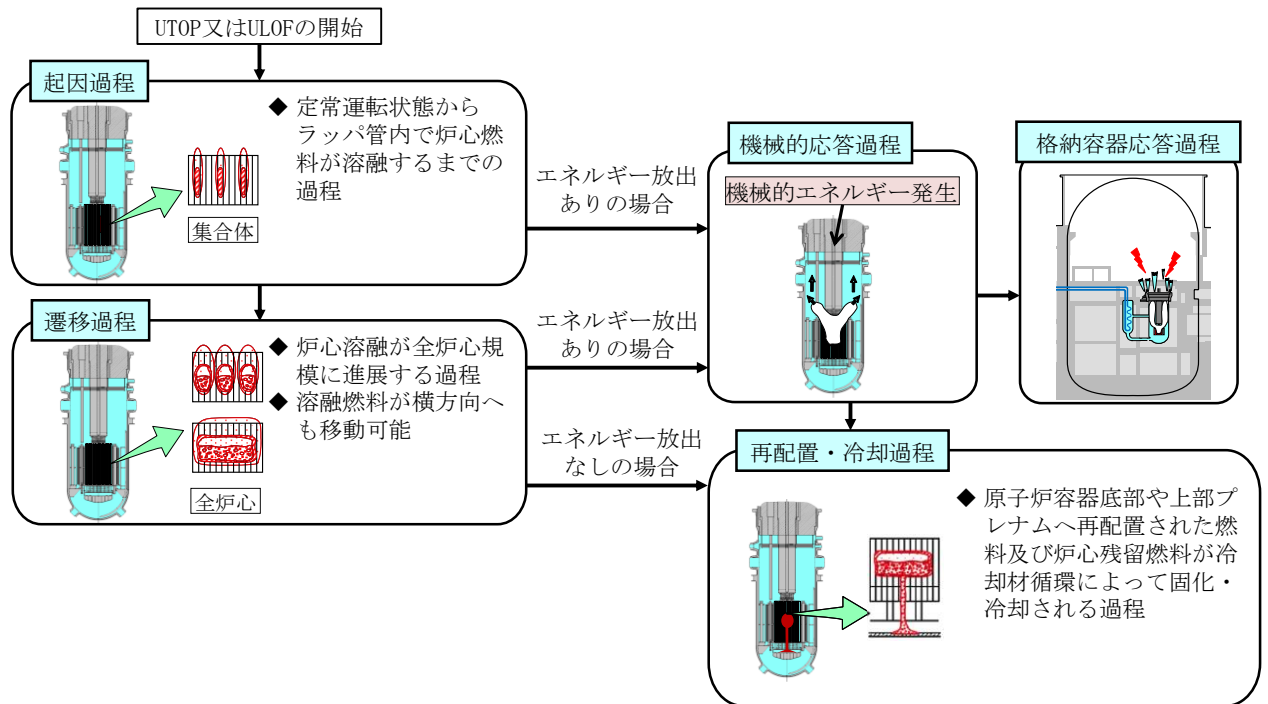 UTOP又はULOFの開始
起因過程
◆ 定常運転状態から
ラッパ管内で炉心燃
料が溶融するまでの
過程
集合体
エネルギー放出
ありの場合
機械的応答過程
機械的エネルギー発生
格納容器応答過程
遷移過程
◆ 炉心溶融が全炉心規
模に進展する過程
◆ 溶融燃料が横方向へ
も移動可能
全炉心
エネルギー放出
ありの場合
エネルギー放出
なしの場合
再配置・冷却過程
◆ 原子炉容器底部や上部プ
レナムへ再配置された燃
料及び炉心残留燃料が冷
却材循環によって固化・
冷却される過程